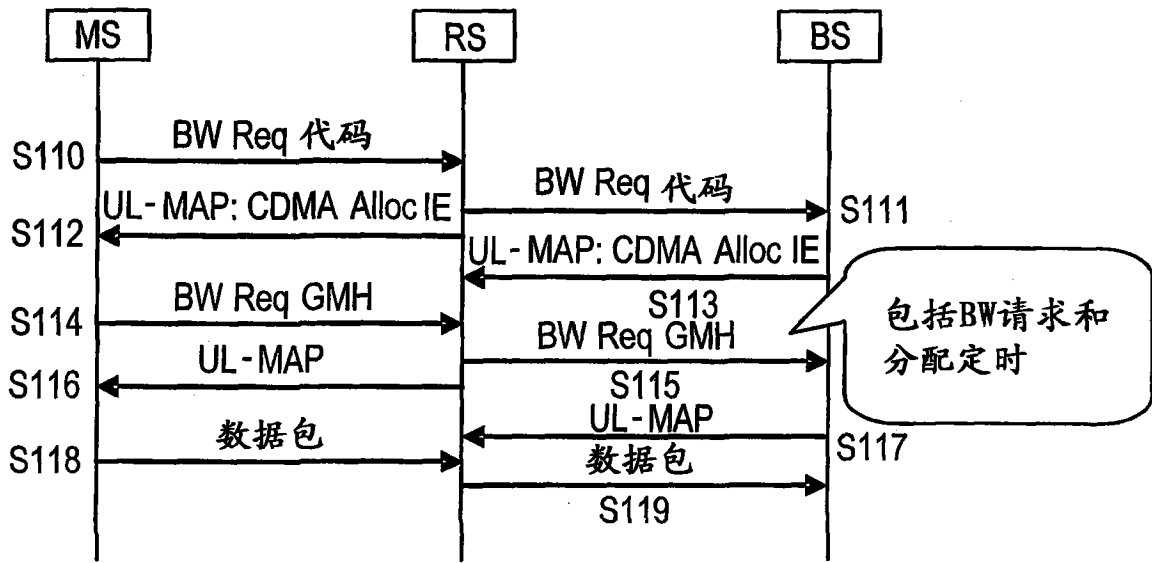 MS
RS
BS
BW Req 代码
S110
BW Req 代码
S111
UL-MAP: CDMA Alloc IE
S112
UL-MAP: CDMA Alloc IE
S113
BW Req GMH
S114
BW Req GMH
S115
包括BW请求和
分配定时
UL-MAP
S116
UL-MAP
S117
数据包
S118
数据包
S119